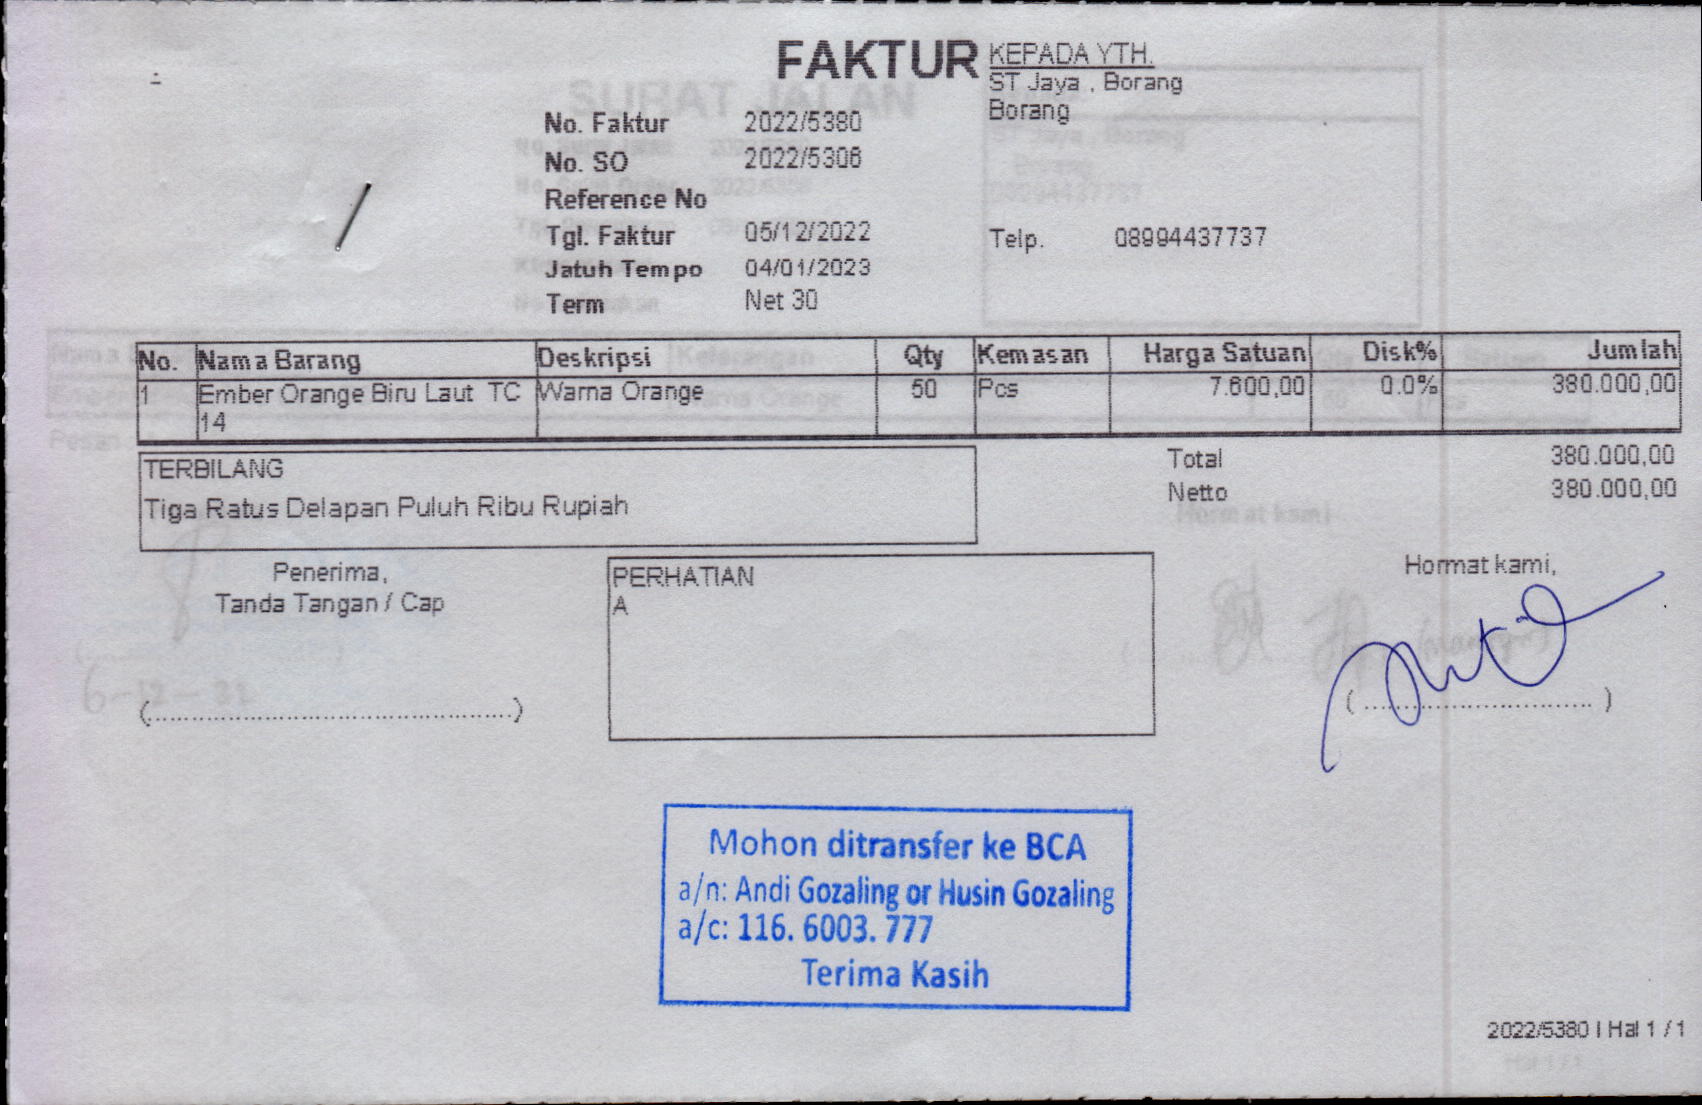 FAKTUR
No. Faktur 2022/5380
No. SO 2022/5306
Reference No
Tgl. Faktur 05/12/2022
Jatuh Tempo 04/01/2023
Term Net 30
KEPADA YTH.
ST Jaya , Borang
Borang
Telp. 08994437737
No. Nama Barang Deskripsi Qty Kemasan Harga Satuan Disk% Jumlah
1 Ember Orange Biru Laut TC Warna Orange 50 Pcs 7.600,00 0.0% 380.000,00
14
TERBILANG
Tiga Ratus Delapan Puluh Ribu Rupiah
Total 380.000,00
Netto 380.000,00
Penerima,
Tanda Tangan / Cap
(................................................)
PERHATIAN
A
Hormat kami,
( .............................. )
Mohon ditransfer ke BCA
a/n: Andi Gozaling or Husin Gozaling
a/c: 116. 6003. 777
Terima Kasih
2022/5380 | Hal 1 / 1